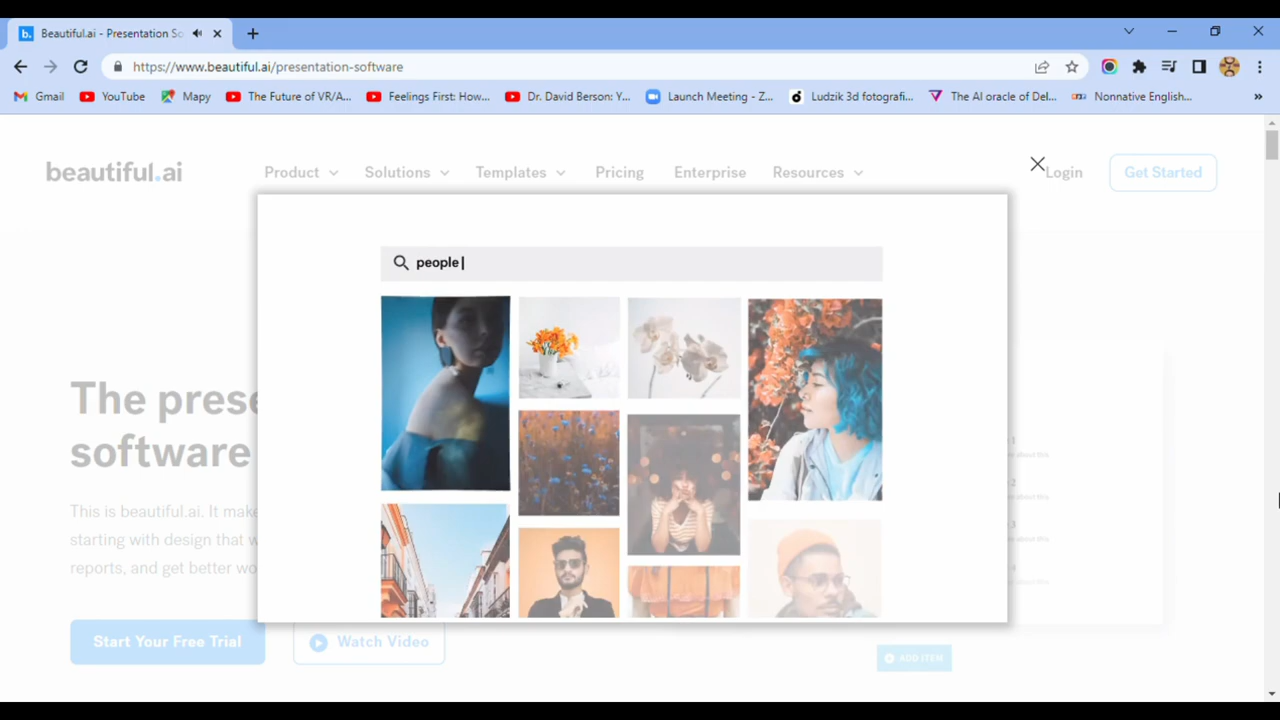 b. Beautiful.ai - Presentation So
https://www.beautiful.ai/presentation-software
Gmail YouTube Mapy The Future of VR/A... Feelings First: How... Dr. David Berson: Y... Launch Meeting - Z... Ludzik 3d fotografi... The AI oracle of Del... Nonnative English... »
beautiful.ai Product Solutions Templates Pricing Enterprise Resources Login Get Started
people
The prese
software
This is beautiful.ai. It make
starting with design that w
reports, and get better wo
Start Your Free Trial Watch Video
ADD ITEM